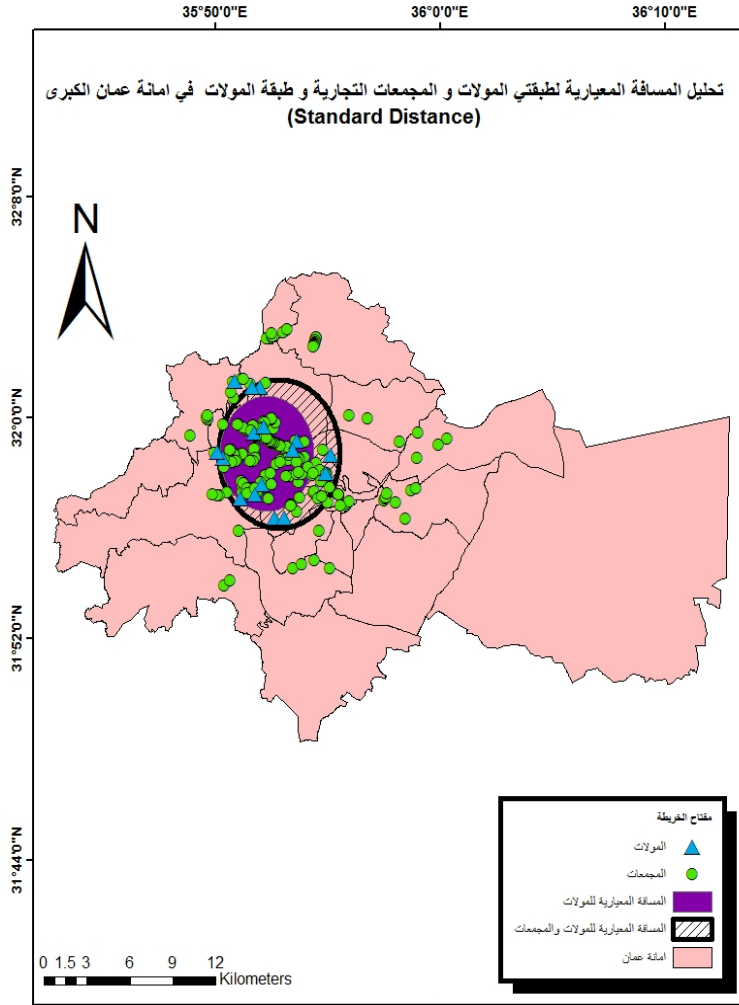 35°50'0"E 36°0'0"E 36°10'0"E
تحليل المسافة المعيارية لطبقتي المولات و المجمعات التجارية و طبقة المولات في امانة عمان الكبرى
(Standard Distance)
32°8'0"N
N
32°0'0"N
31°52'0"N
31°44'0"N
مفتاح الخريطة
المولات
المجمعات
المسافة المعيارية للمولات
المسافة المعيارية للمولات والمجمعات
امانة عمان
0 1.5 3 6 9 12
Kilometers